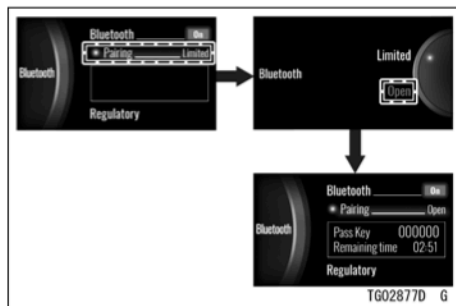 Bluetooth
Bluetooth On
Pairing Limited
Regulatory
Bluetooth
Limited
Open
Bluetooth
Bluetooth On
Pairing Open
Pass Key 000000
Remaining time 02:51
Regulatory
TG02877D G